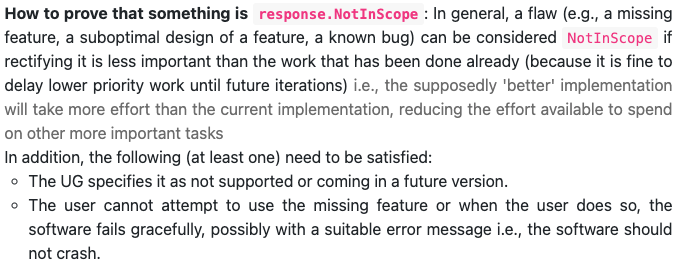 How to prove that something is response.NotInScope : In general, a flaw (e.g., a missing
feature, a suboptimal design of a feature, a known bug) can be considered NotInScope if
rectifying it is less important than the work that has been done already (because it is fine to
delay lower priority work until future iterations) i.e., the supposedly 'better' implementation
will take more effort than the current implementation, reducing the effort available to spend
on other more important tasks
In addition, the following (at least one) need to be satisfied:
◦ The UG specifies it as not supported or coming in a future version.
◦ The user cannot attempt to use the missing feature or when the user does so, the
software fails gracefully, possibly with a suitable error message i.e., the software should
not crash.